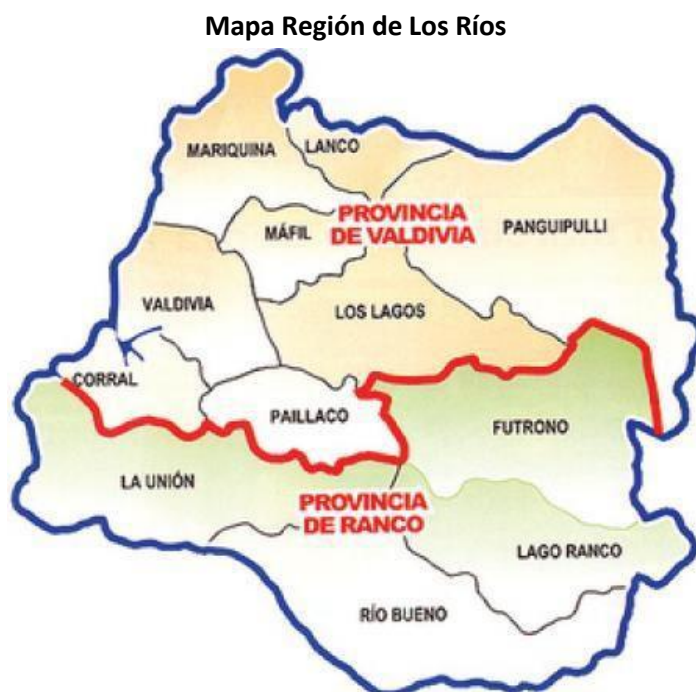 Mapa Región de Los Ríos
LANCO
MARIQUINA
PROVINCIA
DE VALDIVIA
PANGUIPULLI
MÁFIL
VALDIVIA
LOS LAGOS
CORRAL
PAILLACO
FUTRONO
LA UNIÓN
PROVINCIA
DE RANCO
LAGO RANCO
RÍO BUENO